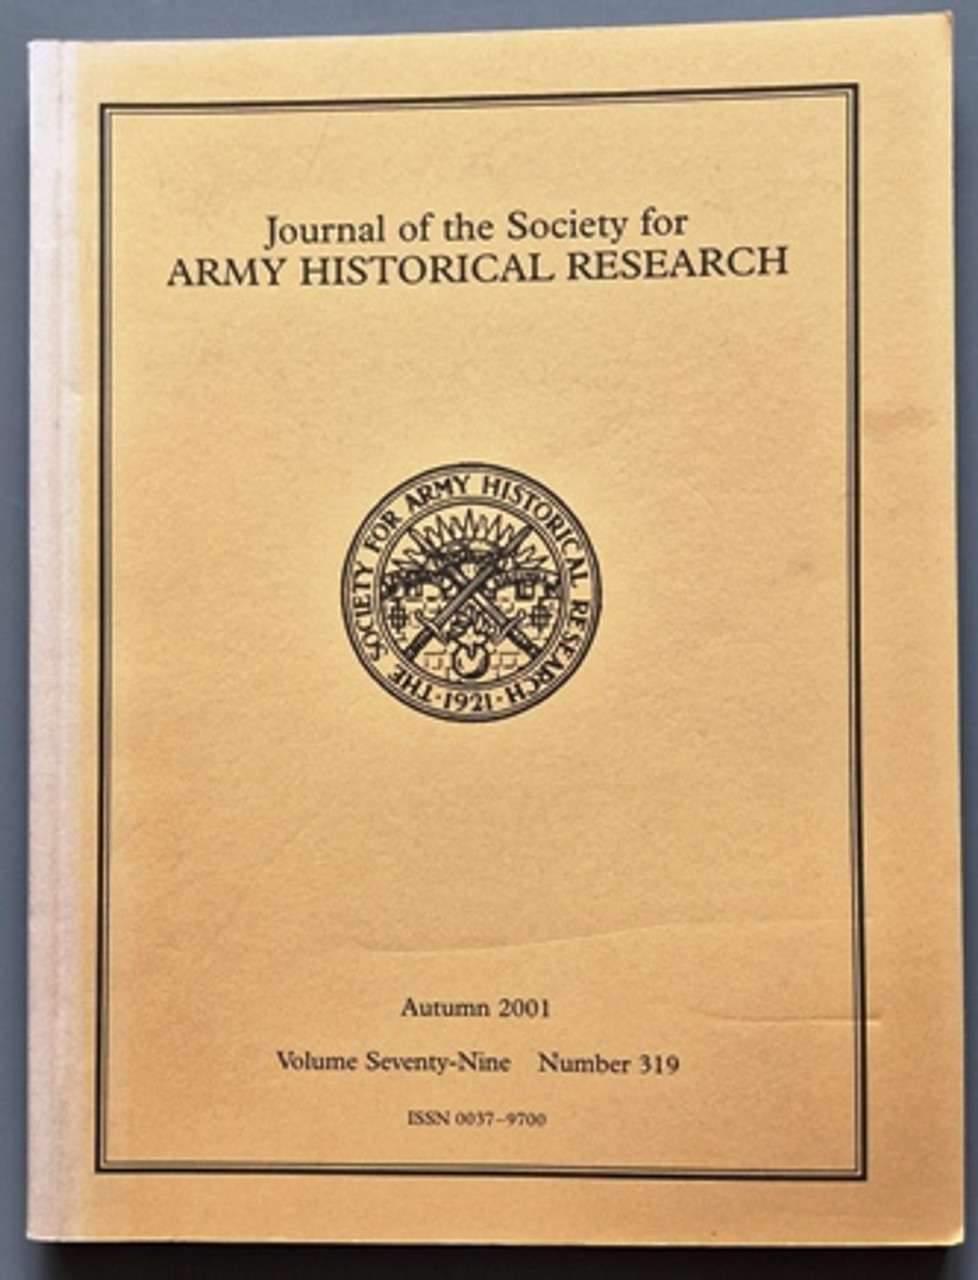 Journal of the Society for
ARMY HISTORICAL RESEARCH
THE SOCIETY FOR ARMY HISTORICAL RESEARCH
·1921·
Autumn 2001
Volume Seventy-Nine Number 319
ISSN 0037–9700